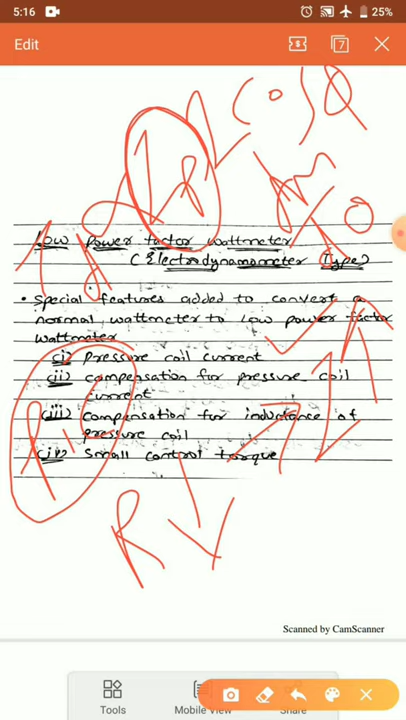 5:16
25%
Edit
7
cos φ
Low Power factor wattmeter
(Electrodynamometer Type)
• Special features added to convert a
normal wattmeter to low power factor
wattmeter
(i) Pressure coil current
(ii) compensation for pressure coil
current
(iii) compensation for inductance of
pressure coil
(iv) Small control torque
Scanned by CamScanner
Tools
Mobile View
Share